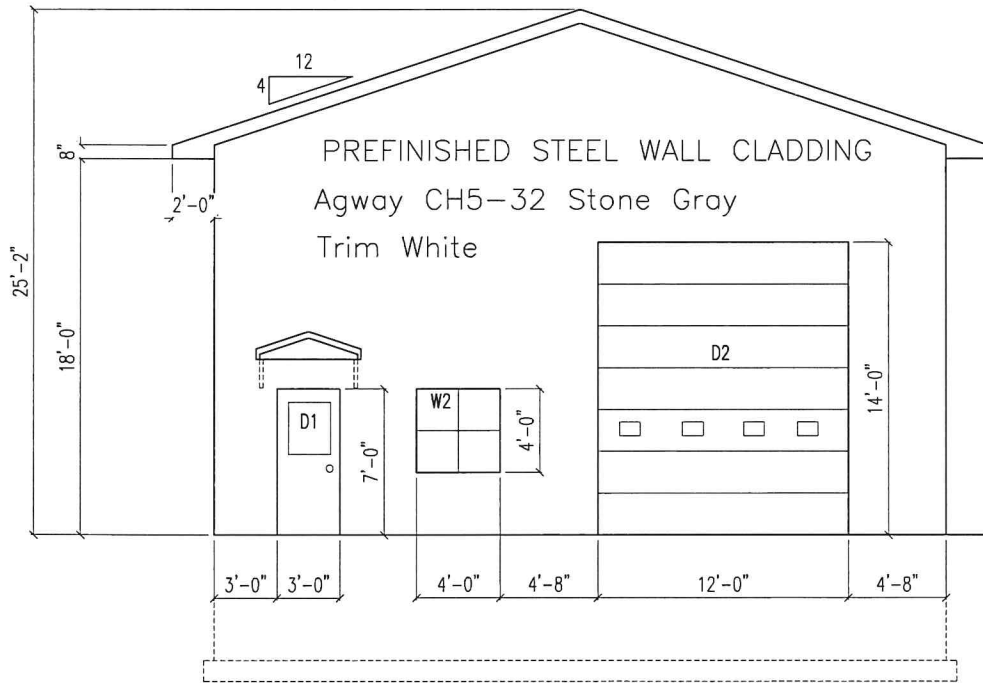 12
4
8"
PREFINISHED STEEL WALL CLADDING
Agway CH5-32 Stone Gray
Trim White
2'-0"
25'-2"
18'-0"
D1
7'-0"
W2
4'-0"
D2
14'-0"
3'-0" 3'-0" 4'-0" 4'-8" 12'-0" 4'-8"